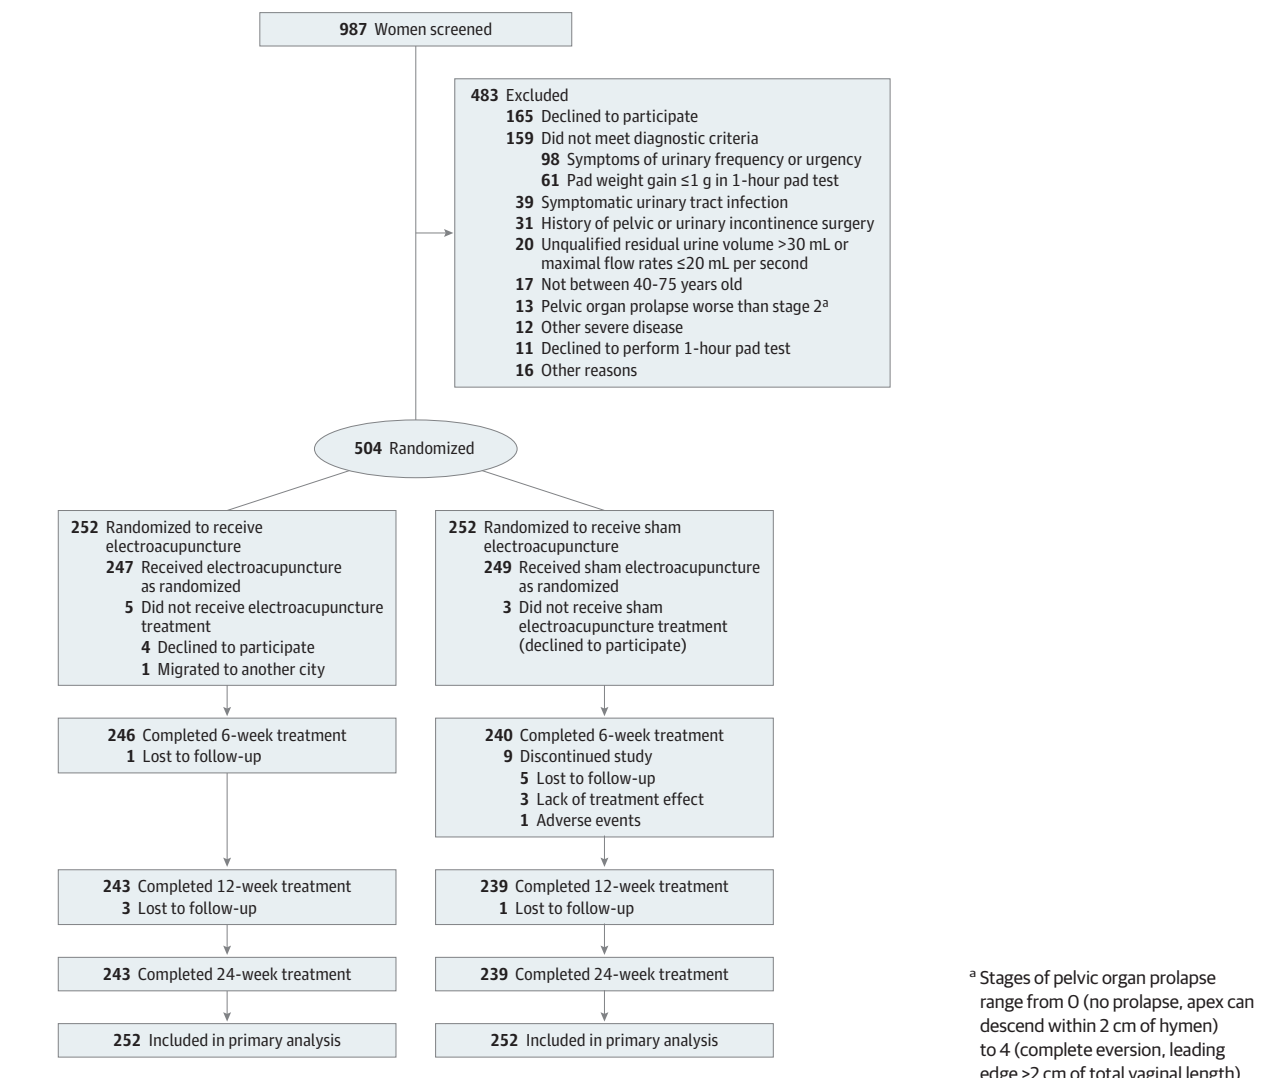 987 Women screened
483 Excluded
165 Declined to participate
159 Did not meet diagnostic criteria
98 Symptoms of urinary frequency or urgency
61 Pad weight gain ≤1 g in 1-hour pad test
39 Symptomatic urinary tract infection
31 History of pelvic or urinary incontinence surgery
20 Unqualified residual urine volume >30 mL or
maximal flow rates ≤20 mL per second
17 Not between 40-75 years old
13 Pelvic organ prolapse worse than stage 2a
12 Other severe disease
11 Declined to perform 1-hour pad test
16 Other reasons
504 Randomized
252 Randomized to receive
electroacupuncture
247 Received electroacupuncture
as randomized
5 Did not receive electroacupuncture
treatment
4 Declined to participate
1 Migrated to another city
252 Randomized to receive sham
electroacupuncture
249 Received sham electroacupuncture
as randomized
3 Did not receive sham
electroacupuncture treatment
(declined to participate)
246 Completed 6-week treatment
1 Lost to follow-up
240 Completed 6-week treatment
9 Discontinued study
5 Lost to follow-up
3 Lack of treatment effect
1 Adverse events
243 Completed 12-week treatment
3 Lost to follow-up
239 Completed 12-week treatment
1 Lost to follow-up
243 Completed 24-week treatment
239 Completed 24-week treatment
252 Included in primary analysis
252 Included in primary analysis
a Stages of pelvic organ prolapse
range from 0 (no prolapse, apex can
descend within 2 cm of hymen)
to 4 (complete eversion, leading
edge >2 cm of total vaginal length)